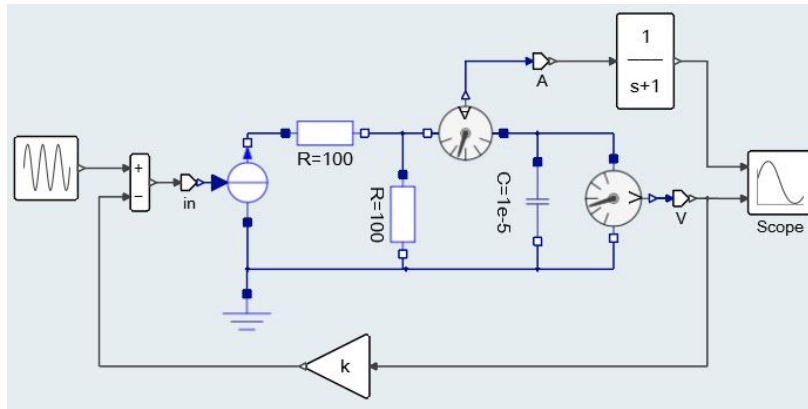 1
s+1
A
A
R=100
+
−
in
R=100
C=1e-5
V
V
Scope
k